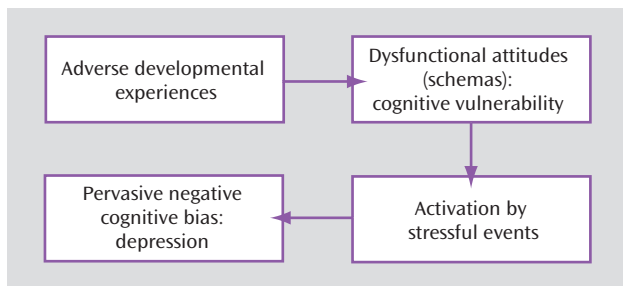 Adverse developmental
experiences
Dysfunctional attitudes
(schemas):
cognitive vulnerability
Activation by
stressful events
Pervasive negative
cognitive bias:
depression